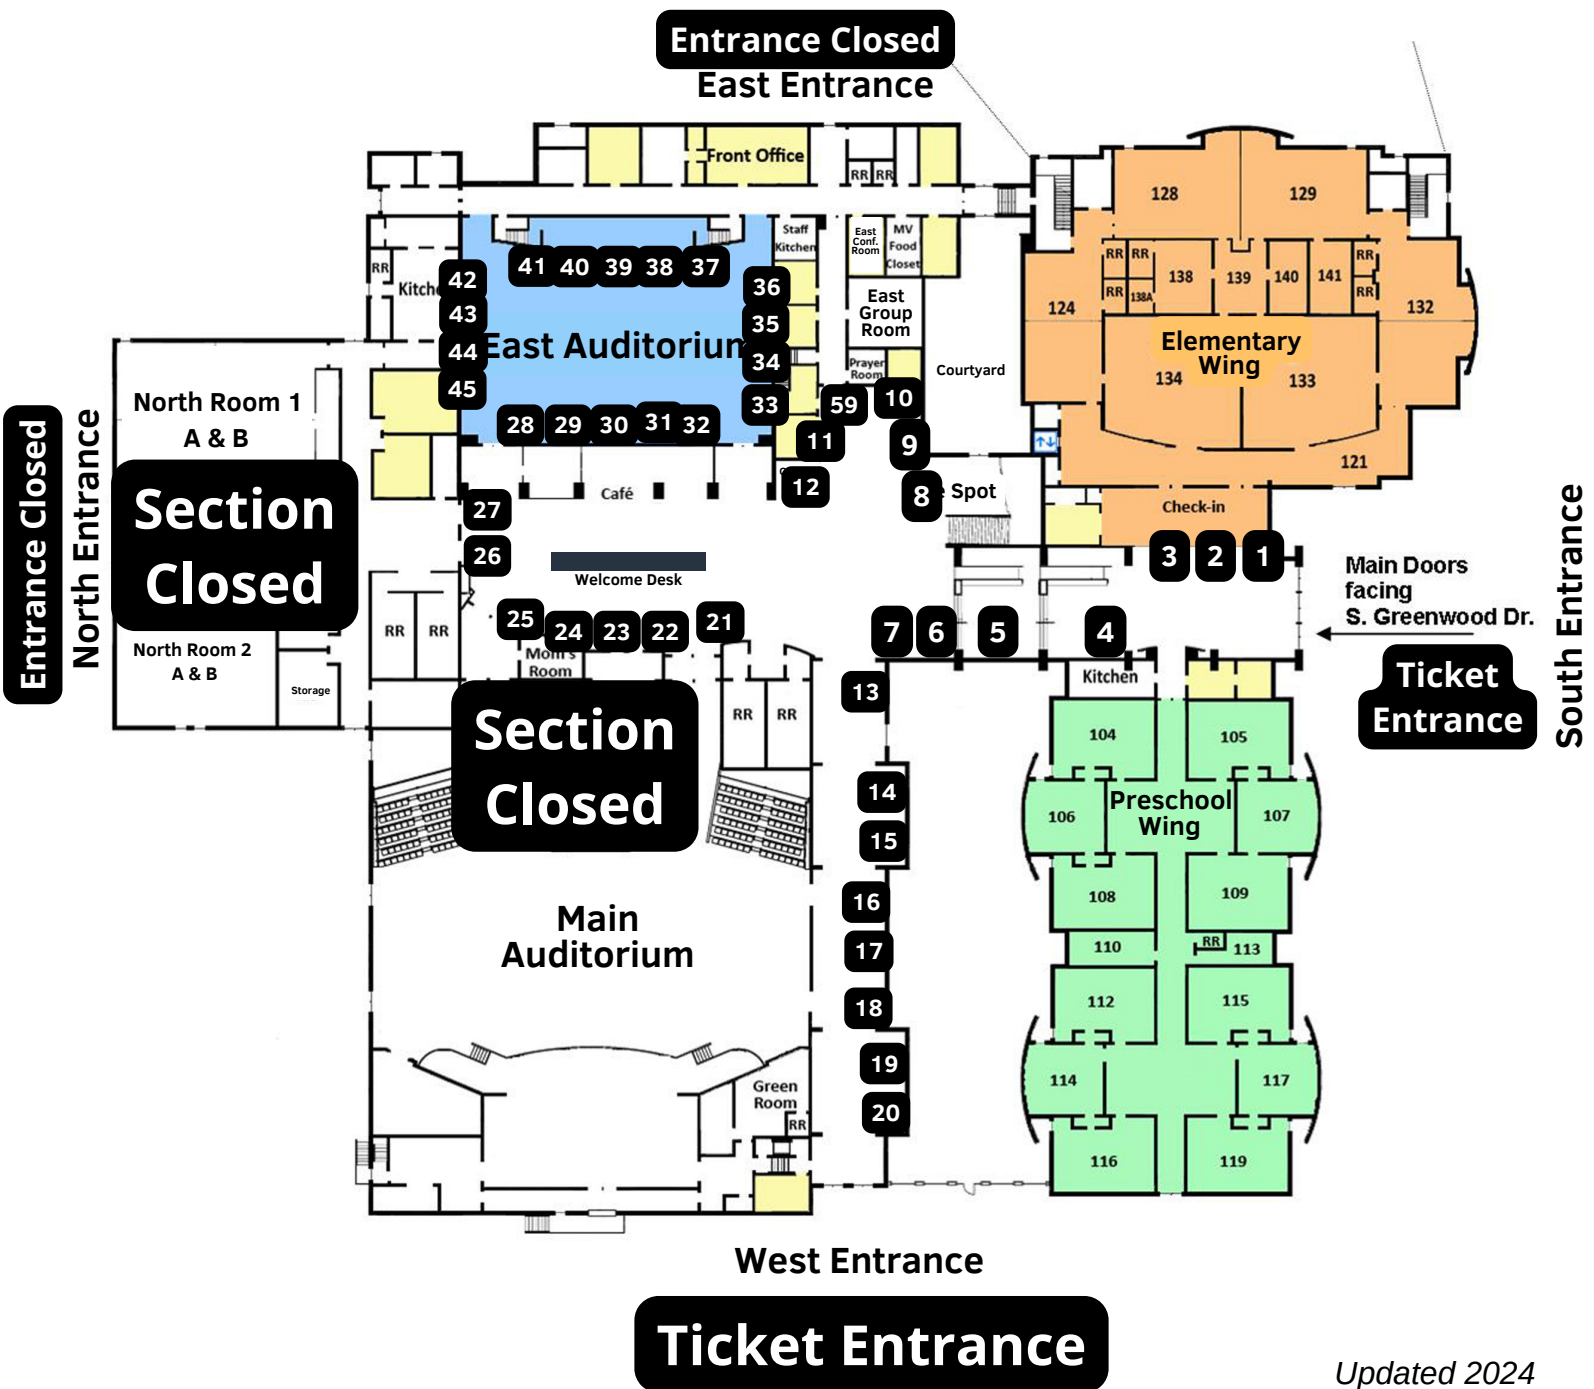 Entrance Closed
East Entrance
Front Office
RR
RR
128
129
Staff
Kitchen
East
Conf.
Room
MV
Food
Closet
RR
41
40
39
38
37
42
36
RR
RR
138
139
140
141
RR
RR
138A
RR
124
132
43
East
Group
Room
35
44
East Auditorium
34
Elementary
Wing
Prayer
Room
Courtyard
134
133
45
33
59
10
North Room 1
A & B
28
29
30
31
32
11
9
121
Section
Closed
Entrance Closed
North Entrance
Café
12
8
Spot
Check-in
27
26
3
2
1
Welcome Desk
Main Doors
facing
S. Greenwood Dr.
South Entrance
Ticket
Entrance
RR
RR
25
24
23
22
21
7
6
5
4
Mom's
Room
North Room 2
A & B
Storage
Kitchen
13
Section
Closed
RR
RR
104
105
14
15
106
Preschool
Wing
107
16
108
109
17
110
RR
113
Main
Auditorium
18
112
115
19
114
117
Green
Room
RR
20
116
119
West Entrance
Ticket Entrance
Updated 2024